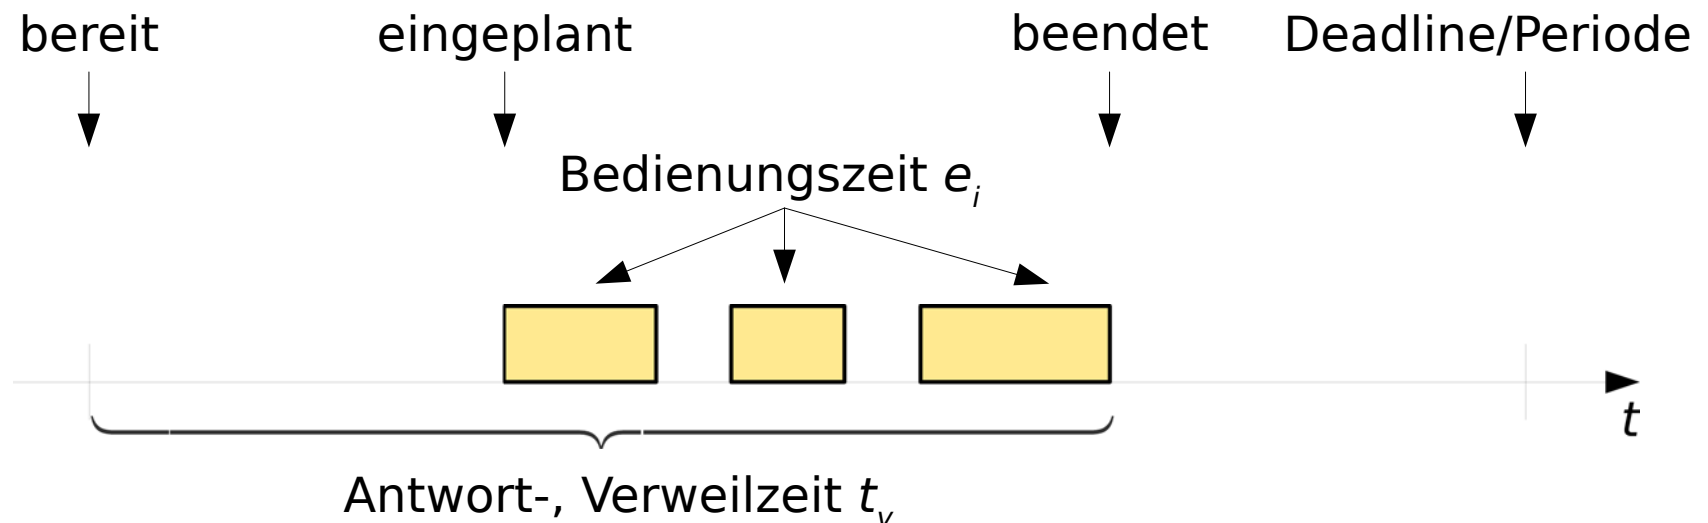 bereit eingeplant beendet Deadline/Periode
Bedienungszeit e_i
t
Antwort-, Verweilzeit t_v